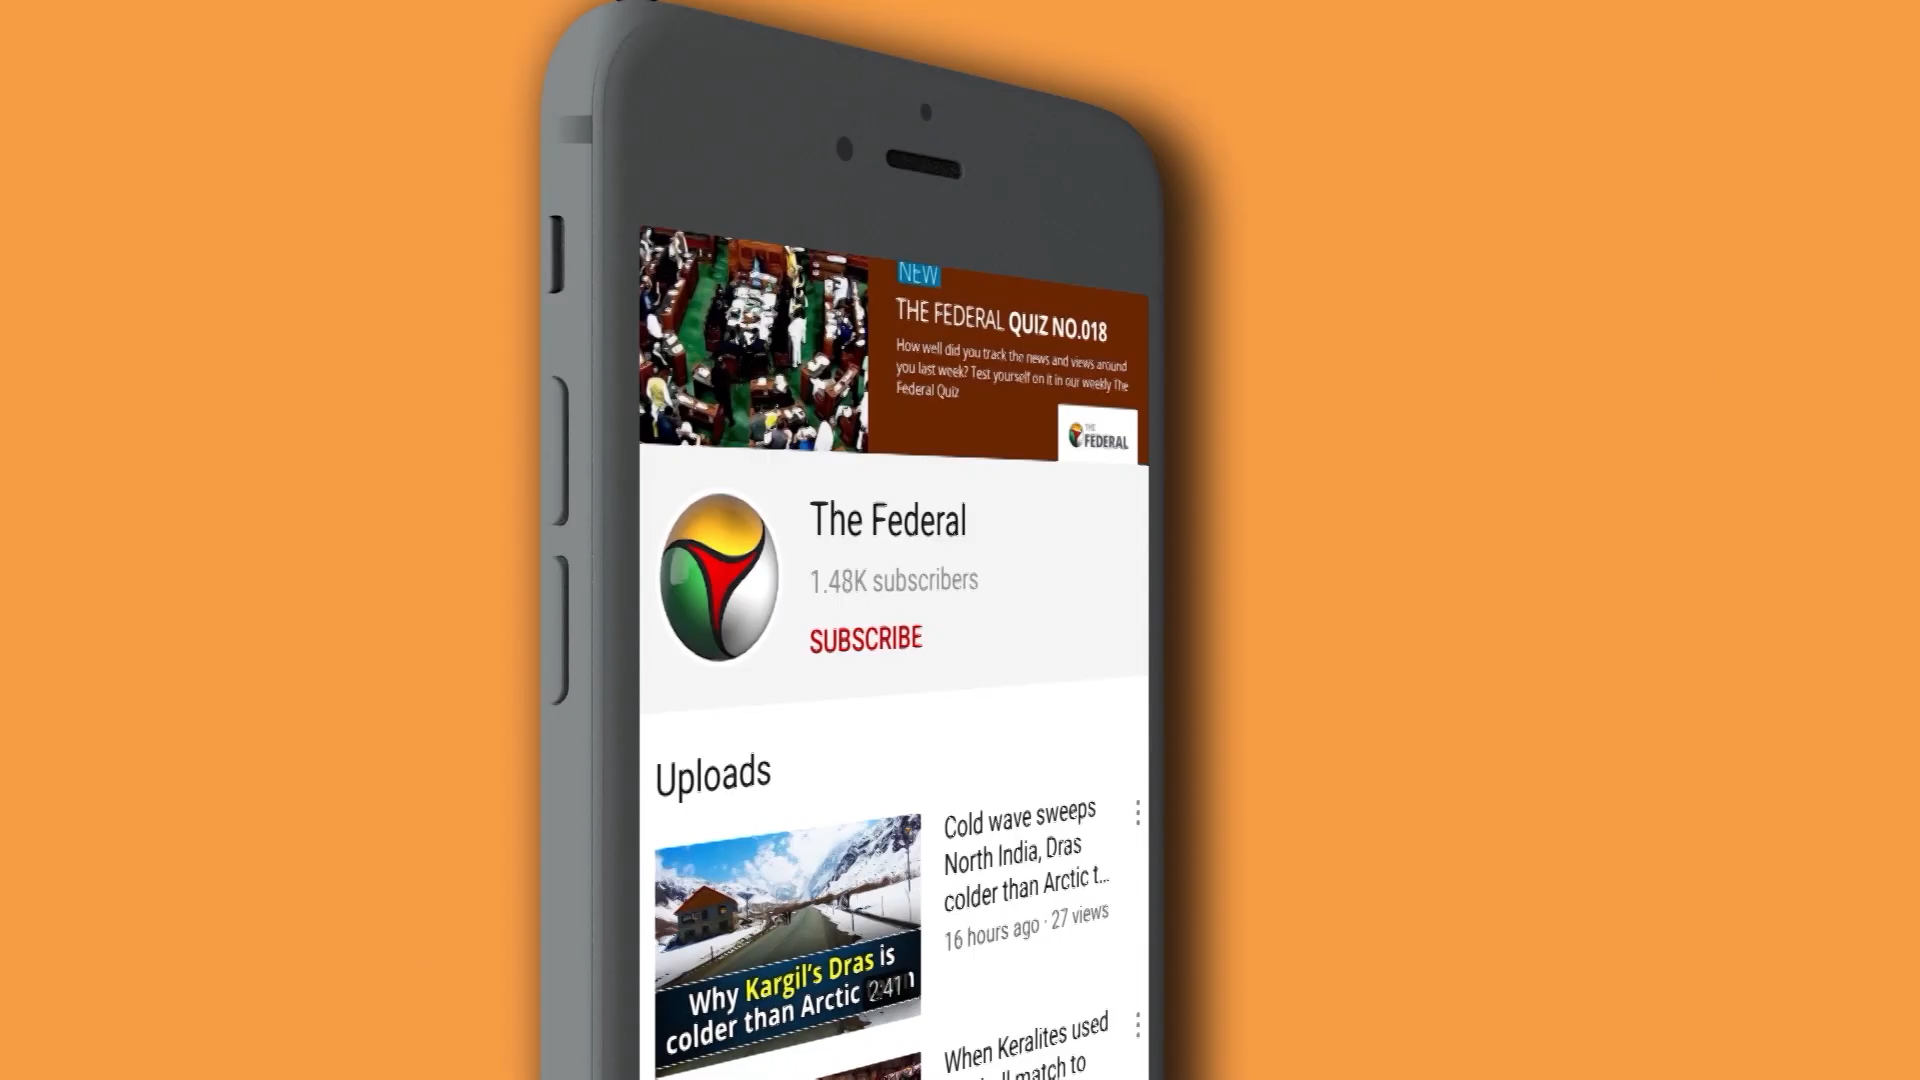 NEW
THE FEDERAL QUIZ NO.018
How well did you track the news and views around
you last week? Test yourself on it in our weekly The
Federal Quiz
THE
FEDERAL
The Federal
1.48K subscribers
SUBSCRIBE
Uploads
Cold wave sweeps
North India, Dras
colder than Arctic t...
16 hours ago · 27 views
Why Kargil's Dras is
colder than Arctic
2:41
When Keralites used
match to